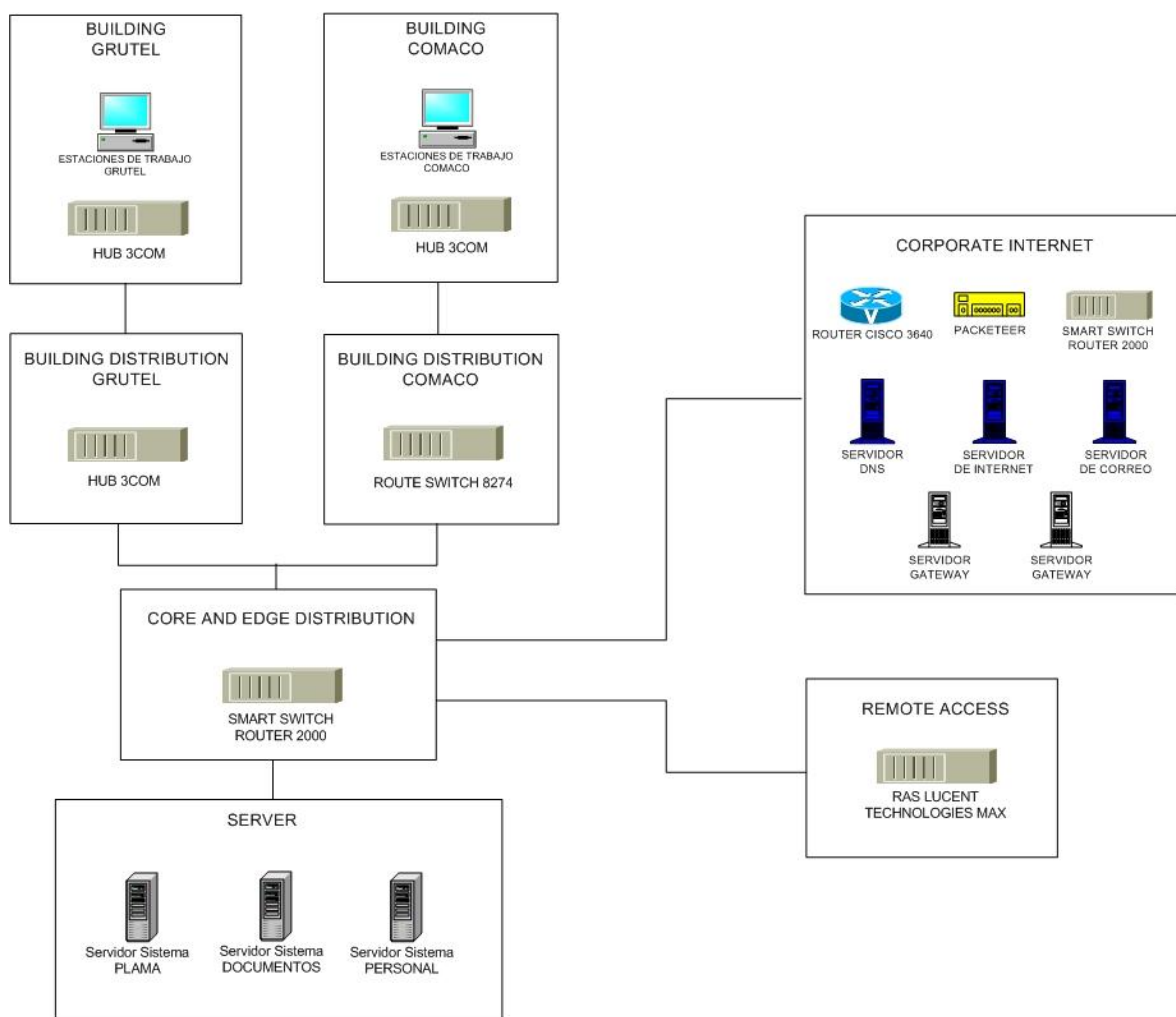 BUILDING
GRUTEL
ESTACIONES DE TRABAJO
GRUTEL
HUB 3COM
BUILDING
COMACO
ESTACIONES DE TRABAJO
COMACO
HUB 3COM
BUILDING DISTRIBUTION
GRUTEL
HUB 3COM
BUILDING DISTRIBUTION
COMACO
ROUTE SWITCH 8274
CORPORATE INTERNET
ROUTER CISCO 3640
PACKETEER
SMART SWITCH
ROUTER 2000
SERVIDOR
DNS
SERVIDOR
DE INTERNET
SERVIDOR
DE CORREO
SERVIDOR
GATEWAY
SERVIDOR
GATEWAY
CORE AND EDGE DISTRIBUTION
SMART SWITCH
ROUTER 2000
REMOTE ACCESS
RAS LUCENT
TECHNOLOGIES MAX
SERVER
Servidor Sistema
PLAMA
Servidor Sistema
DOCUMENTOS
Servidor Sistema
PERSONAL